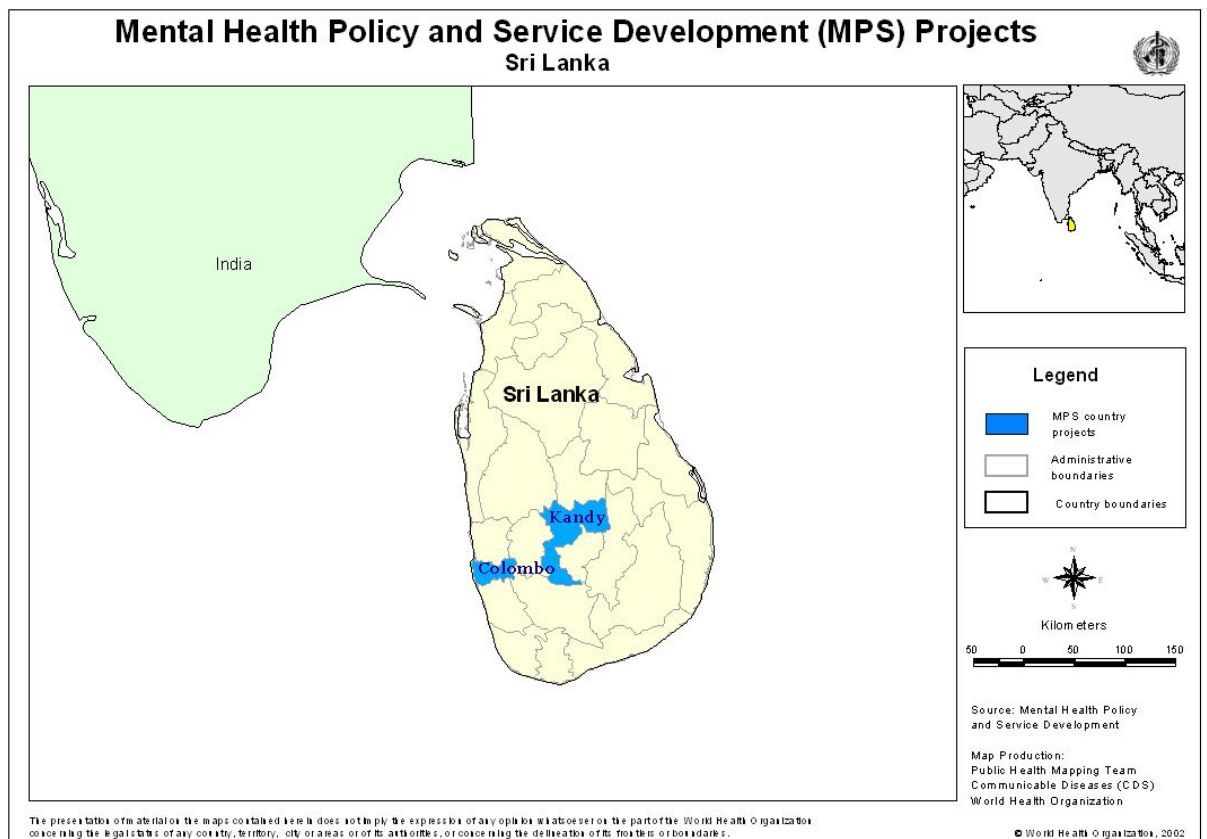 Mental Health Policy and Service Development (MPS) Projects
Sri Lanka
India
Sri Lanka
Kandy
Colombo
Legend
MPS country
projects
Administrative
boundaries
Country boundaries
N
W E
S
Kilometers
50 0 50 100 150
Source: Mental Health Policy
and Service Development
Map Production:
Public Health Mapping Team
Communicable Diseases (CDS)
World Health Organization
The presentation of material on the maps contained herein does not imply the expression of any opinion whatsoever on the part of the World Health Organization
concerning the legal status of any country, territory, city or areas or of its authorities, or concerning the delineation of its frontiers or boundaries.
© World Health Organization, 2002